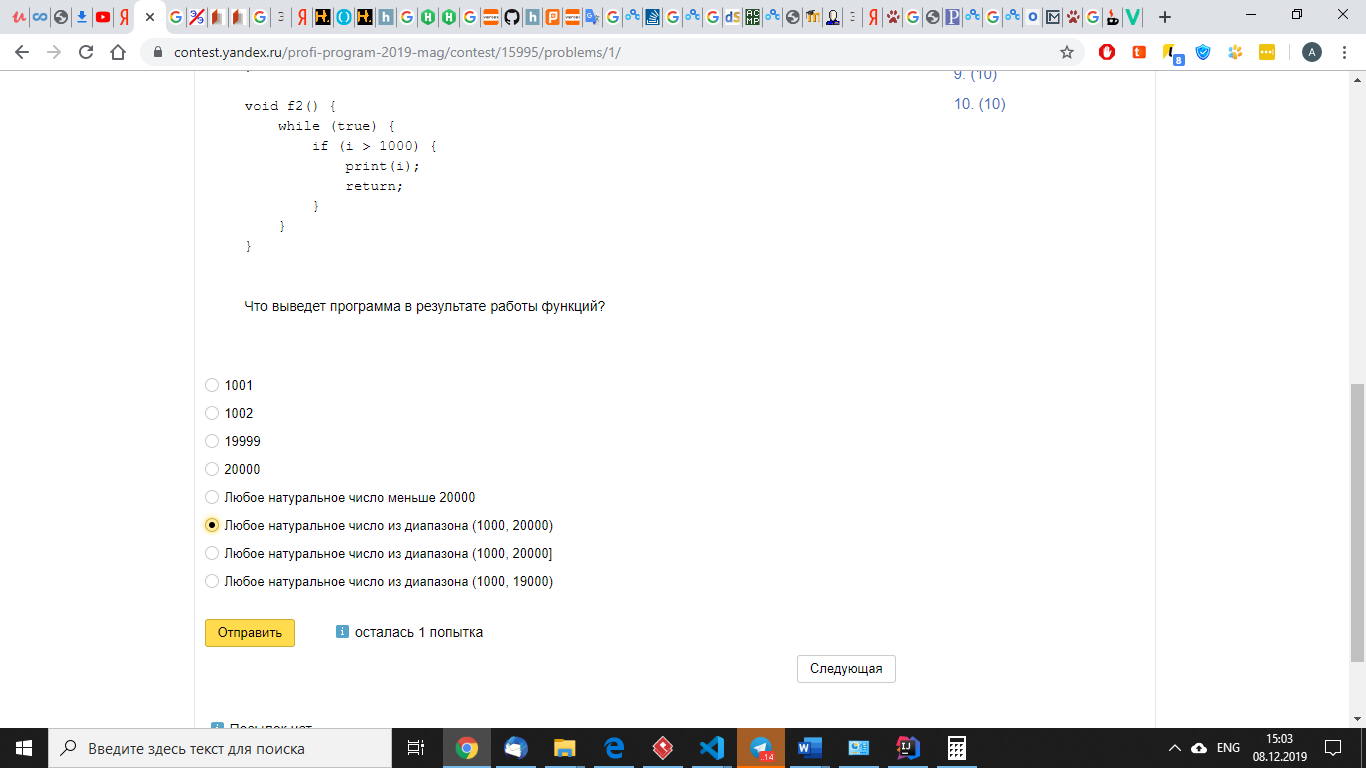 contest.yandex.ru/profi-program-2019-mag/contest/15995/problems/1/
8
A
9. (10)
10. (10)
void f2() {
while (true) {
if (i > 1000) {
print(i);
return;
}
}
}
Что выведет программа в результате работы функций?
1001
1002
19999
20000
Любое натуральное число меньше 20000
Любое натуральное число из диапазона (1000, 20000)
Любое натуральное число из диапазона (1000, 20000]
Любое натуральное число из диапазона (1000, 19000)
Отправить
осталась 1 попытка
Следующая
Посылок нет
Введите здесь текст для поиска
..14
ENG
15:03
08.12.2019